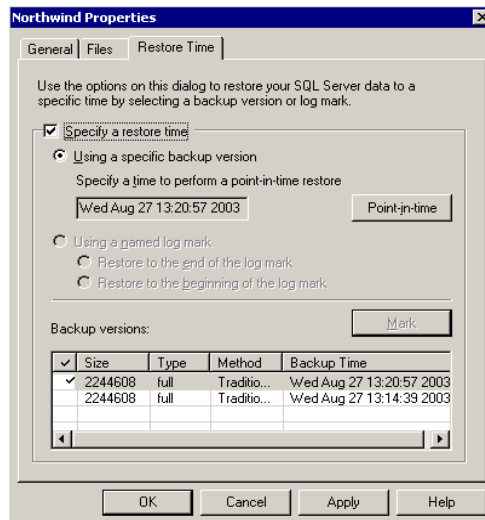 Northwind Properties
General Files Restore Time
Use the options on this dialog to restore your SQL Server data to a
specific time by selecting a backup version or log mark.
Specify a restore time
Using a specific backup version
Specify a time to perform a point-in-time restore
Wed Aug 27 13:20:57 2003 Point-in-time
Using a named log mark
Restore to the end of the log mark
Restore to the beginning of the log mark
Backup versions: Mark
Size Type Method Backup Time
2244608 full Traditio... Wed Aug 27 13:20:57 2003
2244608 full Traditio... Wed Aug 27 13:14:39 2003
OK Cancel Apply Help